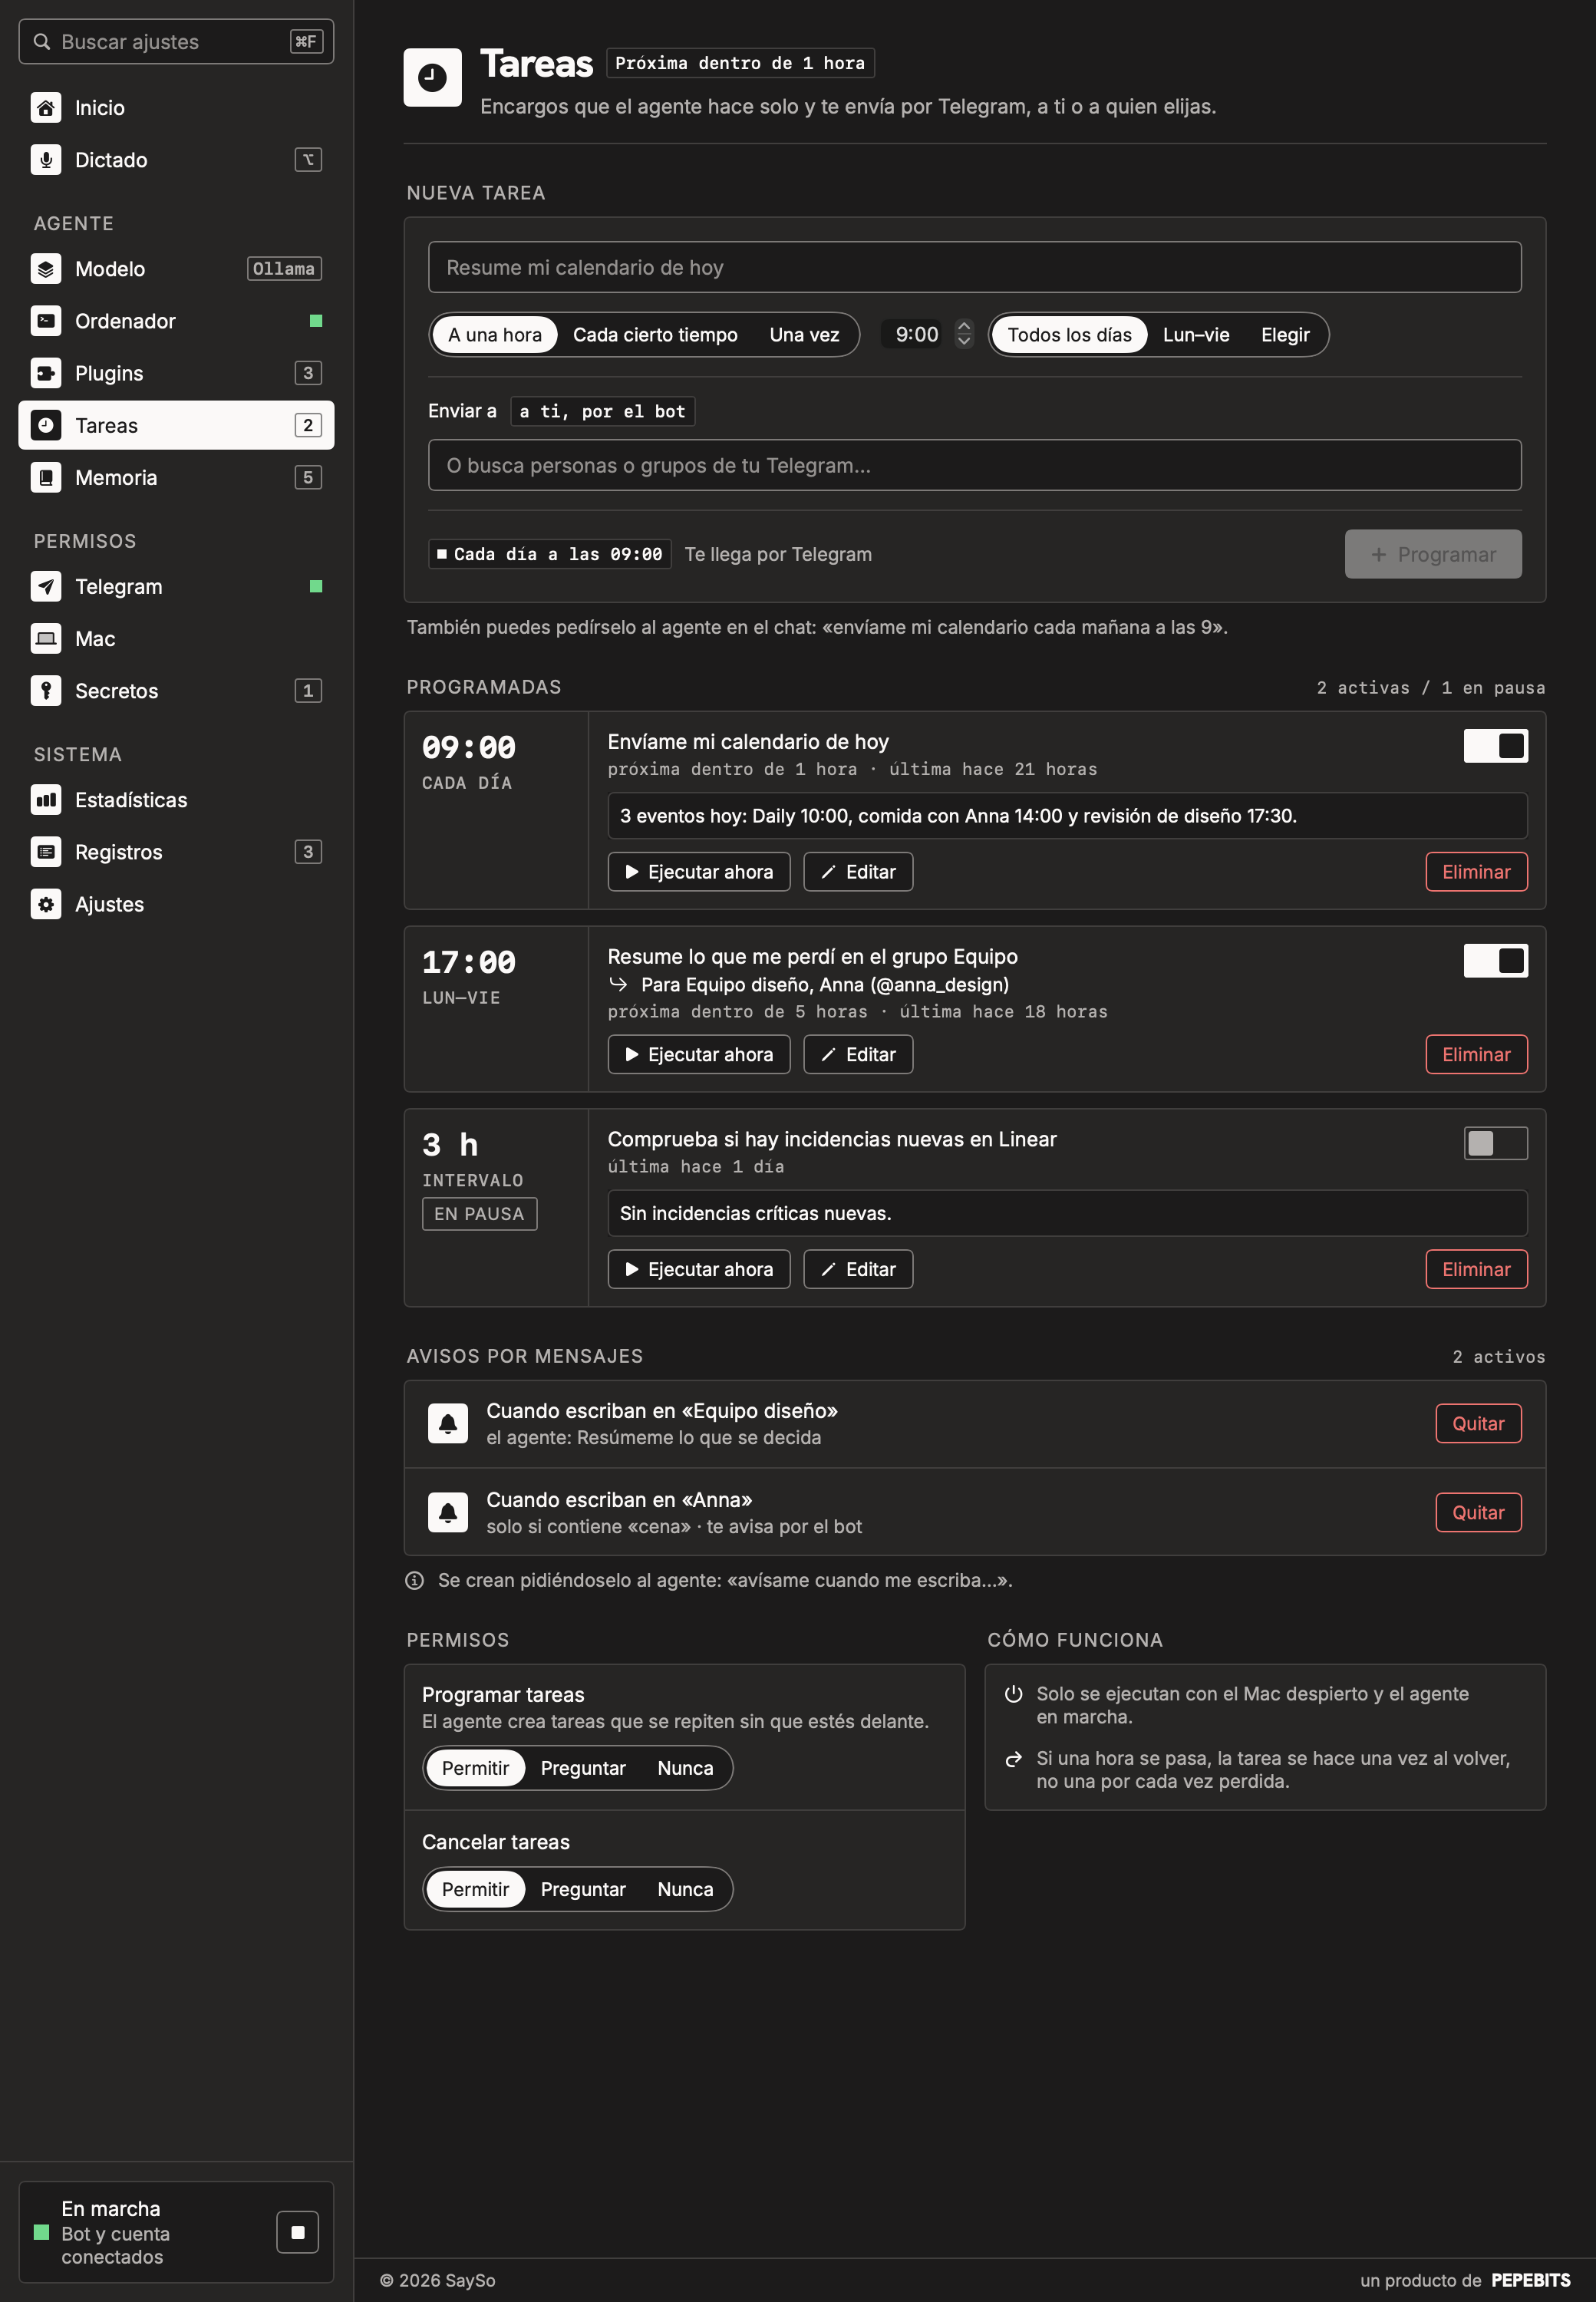 Buscar ajustes ⌘F
Inicio
Dictado ⌥
AGENTE
Modelo Ollama
Ordenador
Plugins 3
Tareas 2
Memoria 5
PERMISOS
Telegram
Mac
Secretos 1
SISTEMA
Estadísticas
Registros 3
Ajustes
En marcha
Bot y cuenta
conectados
Tareas Próxima dentro de 1 hora
Encargos que el agente hace solo y te envía por Telegram, a ti o a quien elijas.
NUEVA TAREA
Resume mi calendario de hoy
A una hora Cada cierto tiempo Una vez 9:00 Todos los días Lun–vie Elegir
Enviar a a ti, por el bot
O busca personas o grupos de tu Telegram...
Cada día a las 09:00 Te llega por Telegram + Programar
También puedes pedírselo al agente en el chat: «envíame mi calendario cada mañana a las 9».
PROGRAMADAS 2 activas / 1 en pausa
09:00
CADA DÍA
Envíame mi calendario de hoy
próxima dentro de 1 hora · última hace 21 horas
3 eventos hoy: Daily 10:00, comida con Anna 14:00 y revisión de diseño 17:30.
Ejecutar ahora Editar Eliminar
17:00
LUN–VIE
Resume lo que me perdí en el grupo Equipo
Para Equipo diseño, Anna (@anna_design)
próxima dentro de 5 horas · última hace 18 horas
Ejecutar ahora Editar Eliminar
3 h
INTERVALO
EN PAUSA
Comprueba si hay incidencias nuevas en Linear
última hace 1 día
Sin incidencias críticas nuevas.
Ejecutar ahora Editar Eliminar
AVISOS POR MENSAJES 2 activos
Cuando escriban en «Equipo diseño»
el agente: Resúmeme lo que se decida
Quitar
Cuando escriban en «Anna»
solo si contiene «cena» · te avisa por el bot
Quitar
Se crean pidiéndoselo al agente: «avísame cuando me escriba...».
PERMISOS
Programar tareas
El agente crea tareas que se repiten sin que estés delante.
Permitir Preguntar Nunca
Cancelar tareas
Permitir Preguntar Nunca
CÓMO FUNCIONA
Solo se ejecutan con el Mac despierto y el agente
en marcha.
Si una hora se pasa, la tarea se hace una vez al volver,
no una por cada vez perdida.
© 2026 SaySo un producto de PEPEBITS